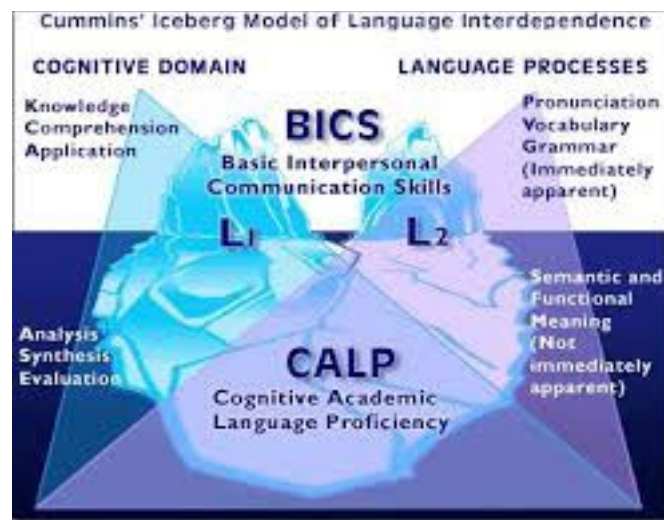 Cummins' Iceberg Model of Language Interdependence
COGNITIVE DOMAIN
Knowledge
Comprehension
Application
LANGUAGE PROCESSES
Pronunciation
Vocabulary
Grammar
(Immediately
apparent)
BICS
Basic Interpersonal
Communication Skills
L1
L2
Analysis
Synthesis
Evaluation
Semantic and
Functional
Meaning
(Not
immediately
apparent)
CALP
Cognitive Academic
Language Proficiency